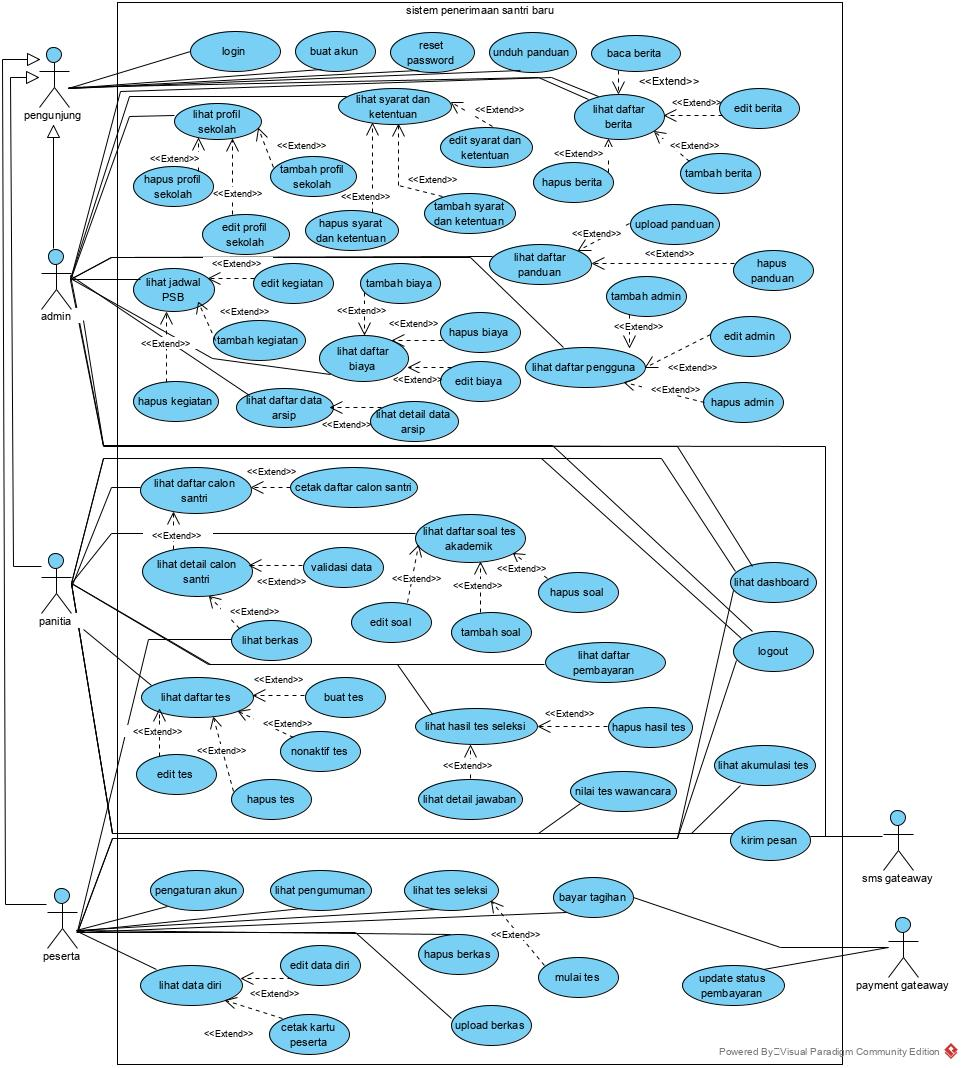 sistem penerimaan santri baru
login
buat akun
reset
password
unduh panduan
baca berita
<<Extend>>
pengunjung
lihat profil
sekolah
lihat syarat dan
ketentuan
<<Extend>>
lihat daftar
berita
<<Extend>>
edit berita
<<Extend>>
<<Extend>>
edit syarat dan
ketentuan
<<Extend>>
<<Extend>>
hapus profil
sekolah
tambah profil
sekolah
<<Extend>>
<<Extend>>
<<Extend>>
hapus berita
tambah berita
edit profil
sekolah
hapus syarat
dan ketentuan
tambah syarat
dan ketentuan
upload panduan
<<Extend>>
lihat daftar
panduan
<<Extend>>
hapus
panduan
admin
lihat jadwal
PSB
<<Extend>>
edit kegiatan
tambah biaya
tambah admin
<<Extend>>
<<Extend>>
<<Extend>>
<<Extend>>
hapus biaya
<<Extend>>
edit admin
<<Extend>>
tambah kegiatan
lihat daftar
biaya
lihat daftar pengguna
<<Extend>>
<<Extend>>
edit biaya
<<Extend>>
hapus kegiatan
lihat daftar data
arsip
<<Extend>>
lihat detail data
arsip
hapus admin
lihat daftar calon
santri
<<Extend>>
cetak daftar calon santri
<<Extend>>
lihat daftar soal tes
akademik
lihat detail calon
santri
<<Extend>>
validasi data
<<Extend>>
<<Extend>>
<<Extend>>
hapus soal
lihat dashboard
panitia
<<Extend>>
lihat berkas
edit soal
tambah soal
logout
lihat daftar
pembayaran
lihat daftar tes
<<Extend>>
buat tes
<<Extend>>
<<Extend>>
<<Extend>>
nonaktif tes
lihat hasil tes seleksi
<<Extend>>
hapus hasil tes
<<Extend>>
edit tes
hapus tes
lihat detail jawaban
nilai tes wawancara
lihat akumulasi tes
kirim pesan
sms gateaway
pengaturan akun
lihat pengumuman
lihat tes seleksi
bayar tagihan
peserta
<<Extend>>
hapus berkas
mulai tes
lihat data diri
edit data diri
<<Extend>>
<<Extend>>
cetak kartu
peserta
upload berkas
update status
pembayaran
payment gateaway
Powered By Visual Paradigm Community Edition